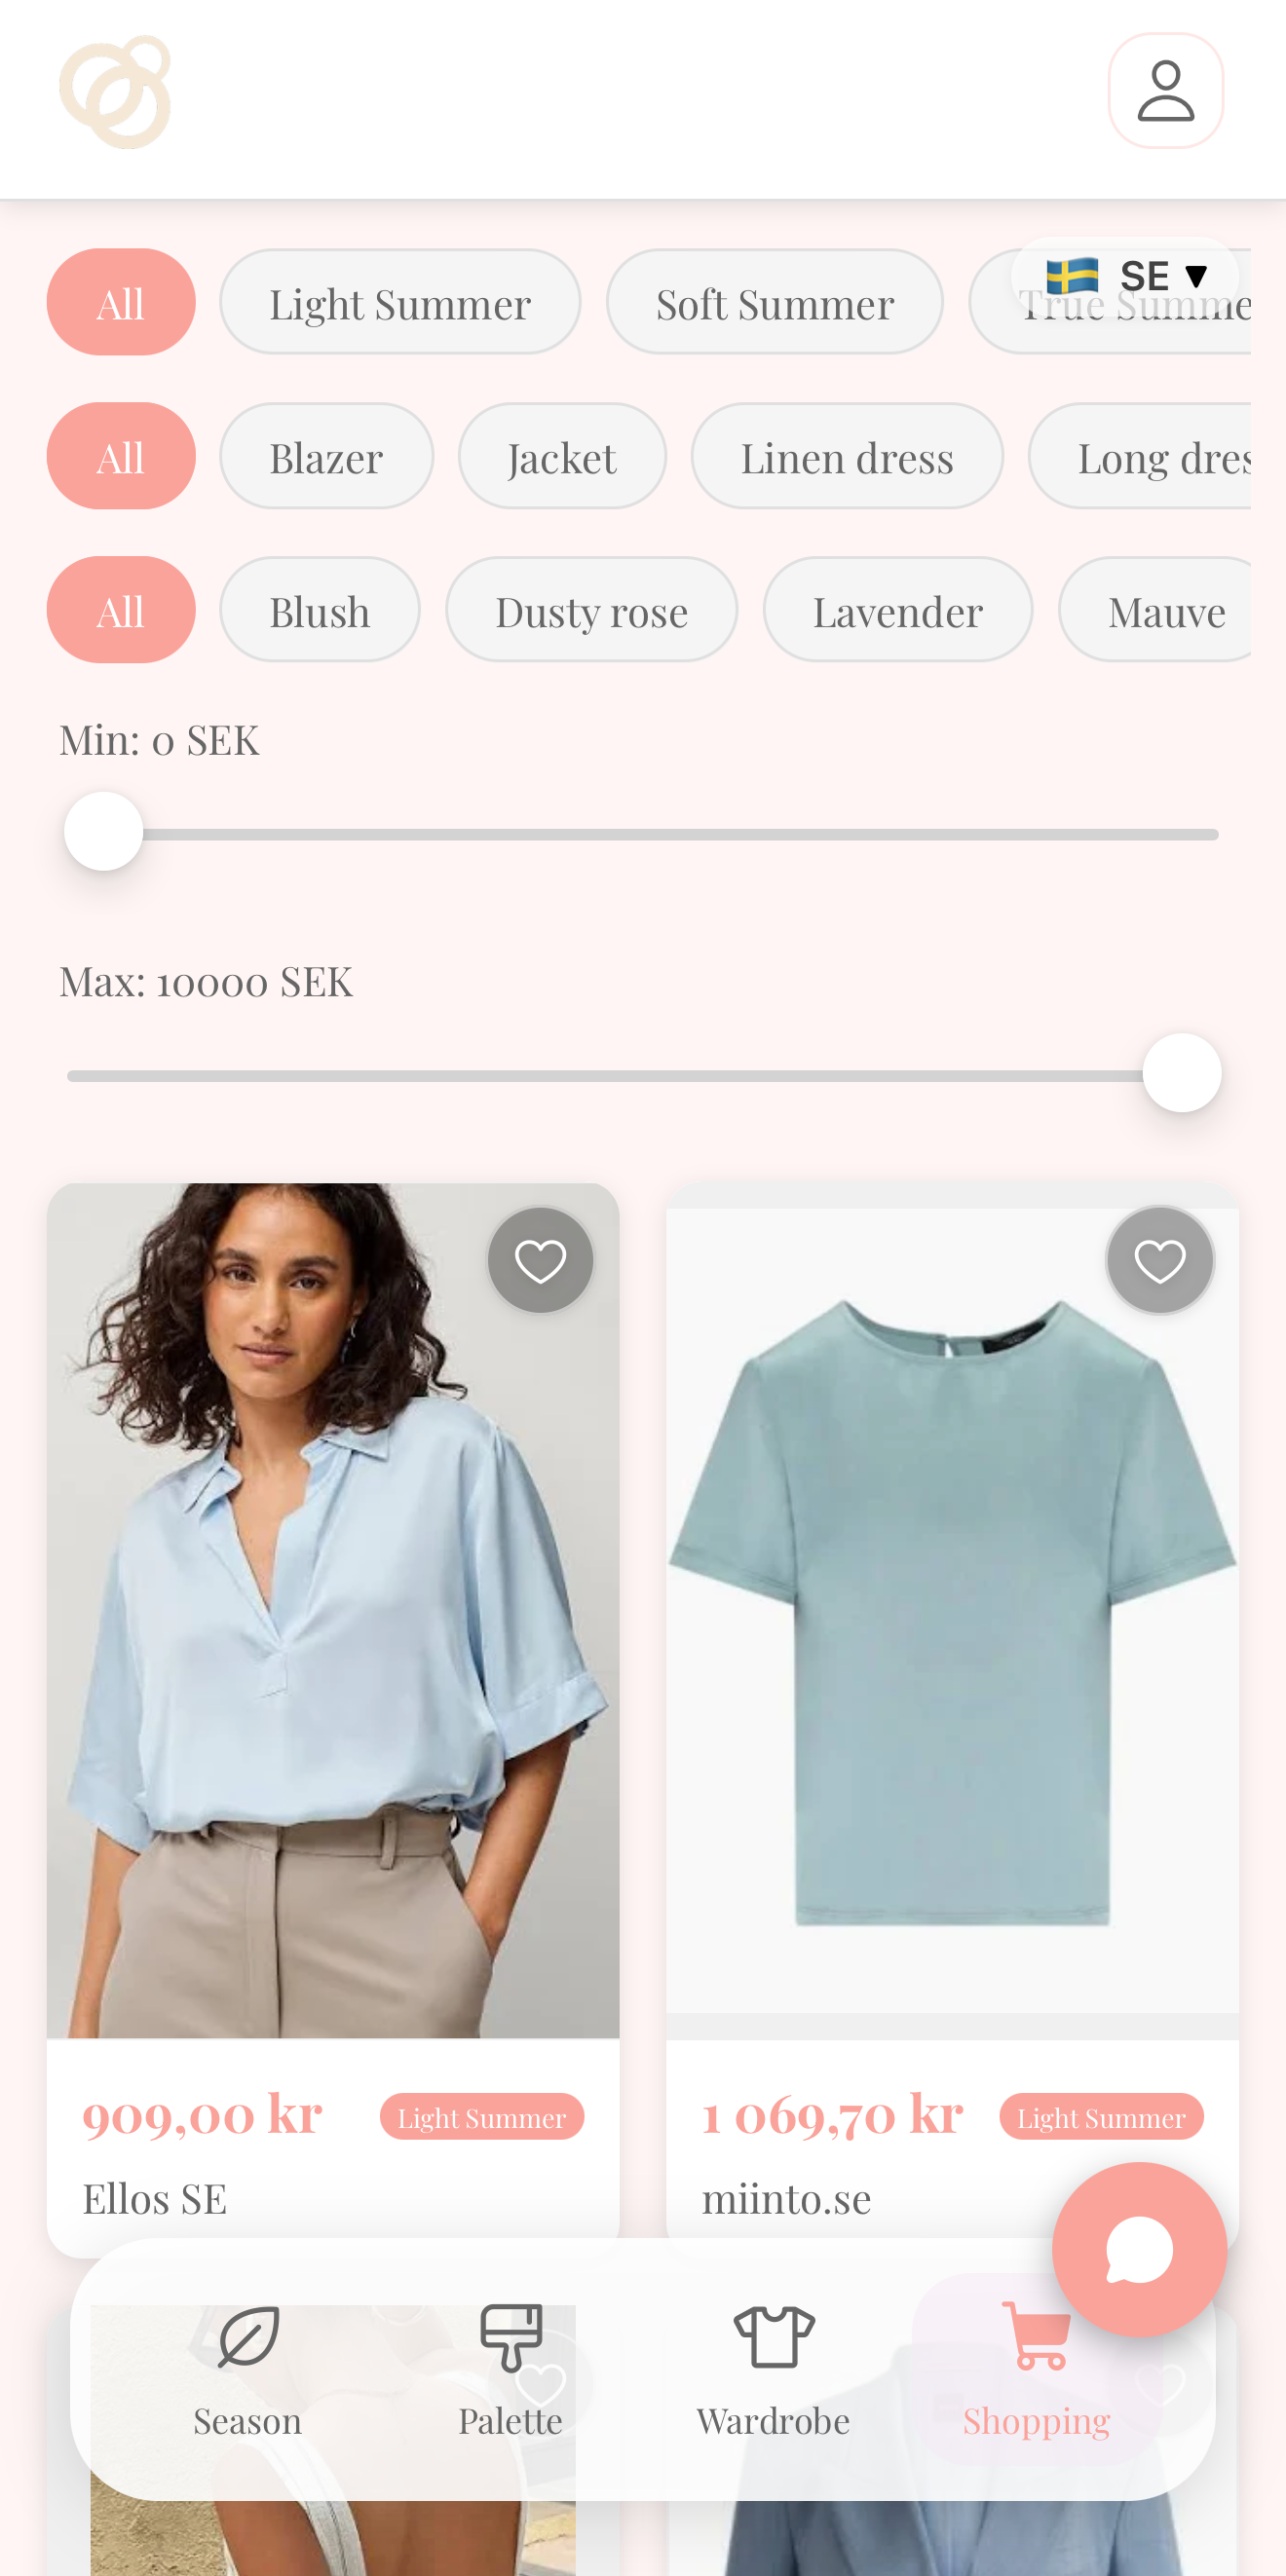 SE ▼
All Light Summer Soft Summer True Summe
All Blazer Jacket Linen dress Long dres
All Blush Dusty rose Lavender Mauve
Min: 0 SEK
Max: 10000 SEK
909,00 kr Light Summer
Ellos SE
1 069,70 kr Light Summer
miinto.se
Season Palette Wardrobe Shopping